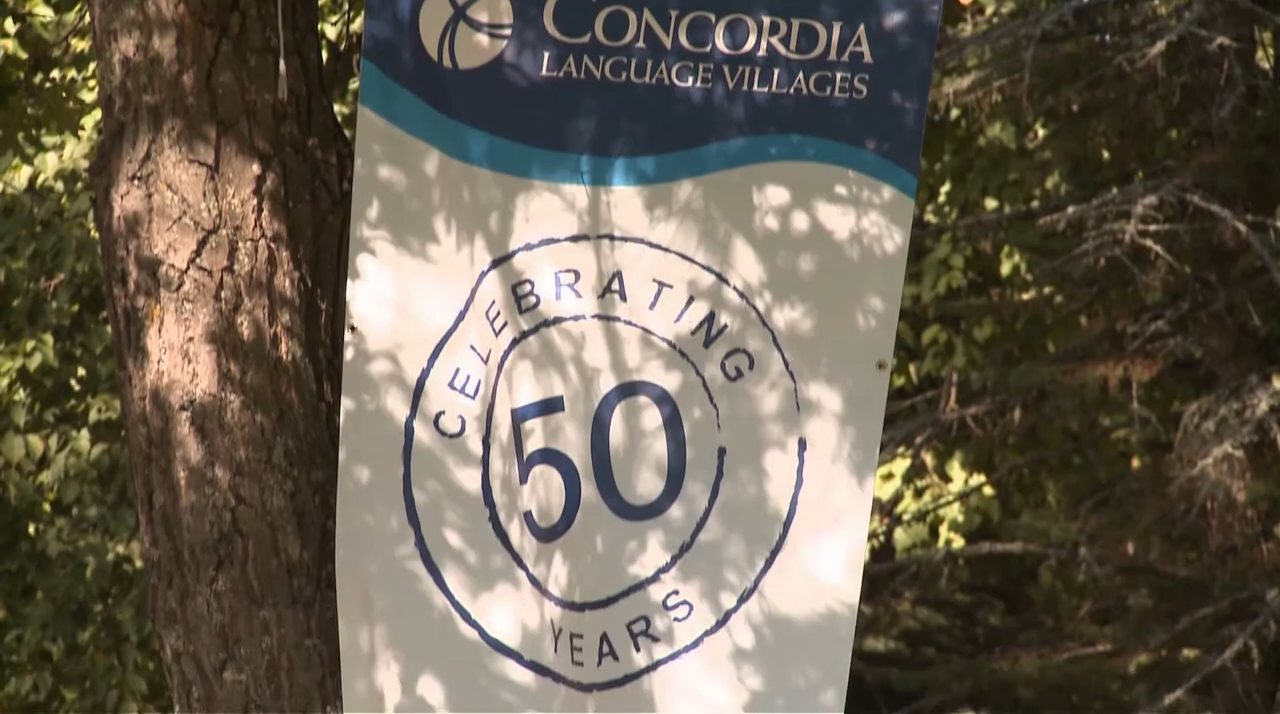 CONCORDIA
LANGUAGE VILLAGES
CELEBRATING
50
YEARS